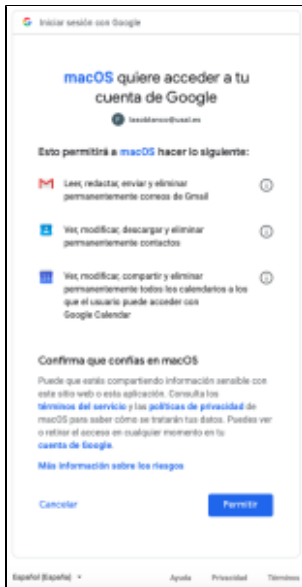 Iniciar sesión con Google
macOS quiere acceder a tu
cuenta de Google
Esto permitirá a macOS hacer lo siguiente:
Leer, redactar, enviar y eliminar
permanentemente correos de Gmail
Ver, modificar, descargar y eliminar
permanentemente contactos
Ver, modificar, compartir y eliminar
permanentemente todos los calendarios a los
que el usuario puede acceder con
Google Calendar
Confirma que confías en macOS
Puede que estés compartiendo información sensible con
este sitio web o esta aplicación. Consulta los
términos del servicio y las políticas de privacidad de
macOS para saber cómo se tratarán tus datos. Puedes ver
o retirar el acceso en cualquier momento en tu
cuenta de Google.
Más información sobre los riesgos
Cancelar
Permitir
Español (España)
Ayuda Privacidad Términos